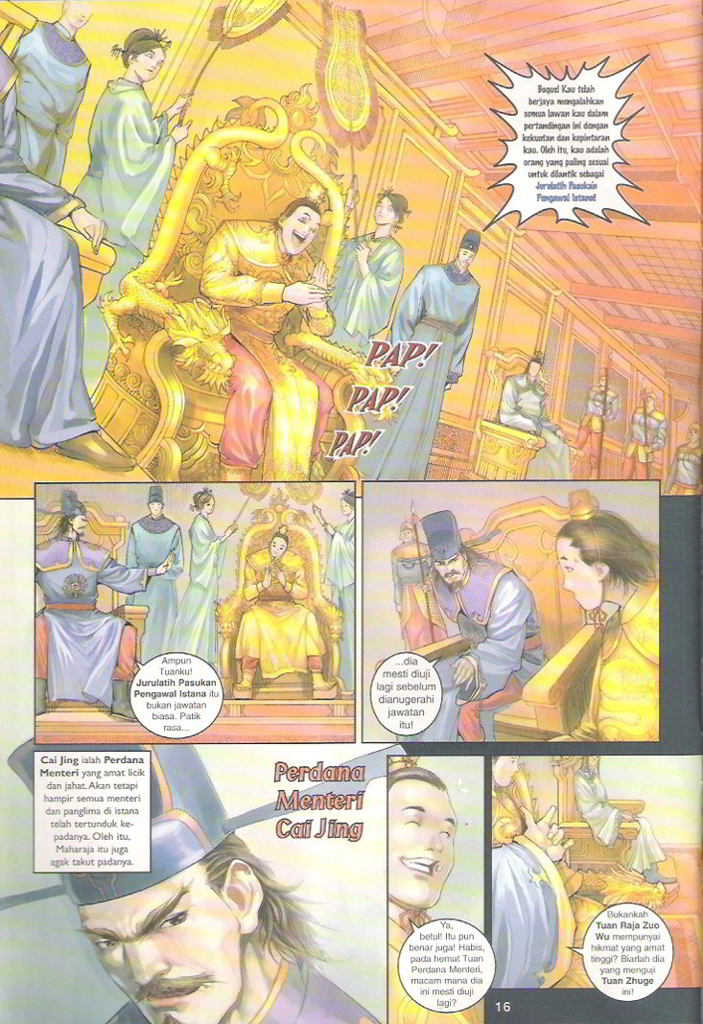 Bagus! Kau telah
berjaya mengalahkan
semua lawan kau dalam
pertandingan ini dengan
kekuatan dan kepintaran
kau. Oleh itu, kau adalah
orang yang paling sesuai
untuk dilantik sebagai
Jurulatih Pasukan
Pengawal Istana!
PAP!
PAP!
PAP!
Ampun
Tuanku!
Jurulatih Pasukan
Pengawal Istana itu
bukan jawatan
biasa. Patik
rasa...
...dia
mesti diuji
lagi sebelum
dianugerahi
jawatan
itu!
Cai Jing ialah Perdana
Menteri yang amat licik
dan jahat. Akan tetapi
hampir semua menteri
dan panglima di istana
telah tertunduk ke-
padanya. Oleh itu,
Maharaja itu juga
agak takut padanya.
Perdana
Menteri
Cai Jing
Ya,
betul! Itu pun
benar juga! Habis,
pada hemat Tuan
Perdana Menteri,
macam mana dia
ini mesti diuji
lagi?
Bukankah
Tuan Raja Zuo
Wu mempunyai
hikmat yang amat
tinggi? Biarlah dia
yang menguji
Tuan Zhuge
ini!
16